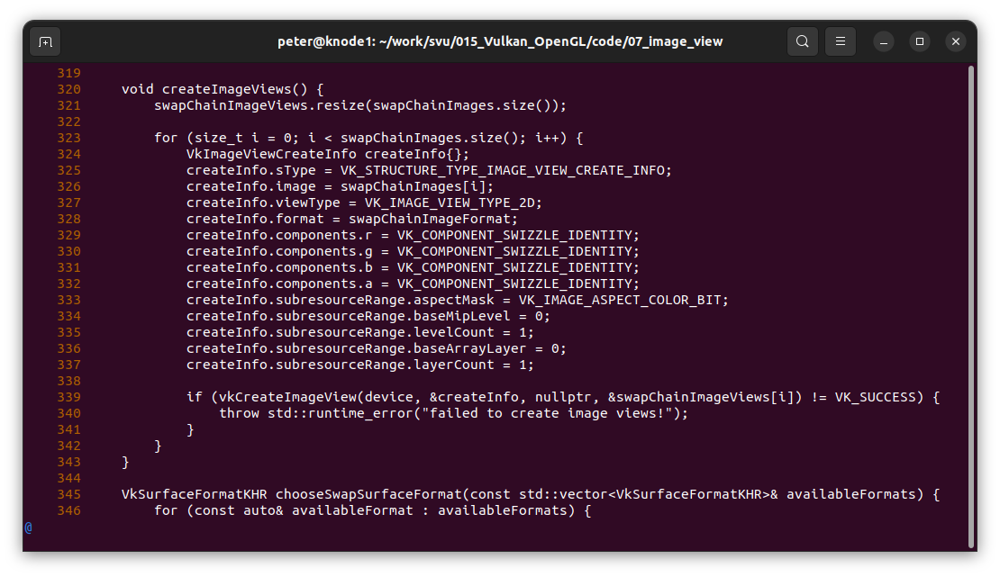 peter@knode1: ~/work/svu/015_Vulkan_OpenGL/code/07_image_view
319
320     void createImageViews() {
321         swapChainImageViews.resize(swapChainImages.size());
322
323         for (size_t i = 0; i < swapChainImages.size(); i++) {
324             VkImageViewCreateInfo createInfo{};
325             createInfo.sType = VK_STRUCTURE_TYPE_IMAGE_VIEW_CREATE_INFO;
326             createInfo.image = swapChainImages[i];
327             createInfo.viewType = VK_IMAGE_VIEW_TYPE_2D;
328             createInfo.format = swapChainImageFormat;
329             createInfo.components.r = VK_COMPONENT_SWIZZLE_IDENTITY;
330             createInfo.components.g = VK_COMPONENT_SWIZZLE_IDENTITY;
331             createInfo.components.b = VK_COMPONENT_SWIZZLE_IDENTITY;
332             createInfo.components.a = VK_COMPONENT_SWIZZLE_IDENTITY;
333             createInfo.subresourceRange.aspectMask = VK_IMAGE_ASPECT_COLOR_BIT;
334             createInfo.subresourceRange.baseMipLevel = 0;
335             createInfo.subresourceRange.levelCount = 1;
336             createInfo.subresourceRange.baseArrayLayer = 0;
337             createInfo.subresourceRange.layerCount = 1;
338
339             if (vkCreateImageView(device, &createInfo, nullptr, &swapChainImageViews[i]) != VK_SUCCESS) {
340                 throw std::runtime_error("failed to create image views!");
341             }
342         }
343     }
344
345     VkSurfaceFormatKHR chooseSwapSurfaceFormat(const std::vector<VkSurfaceFormatKHR>& availableFormats) {
346         for (const auto& availableFormat : availableFormats) {
@